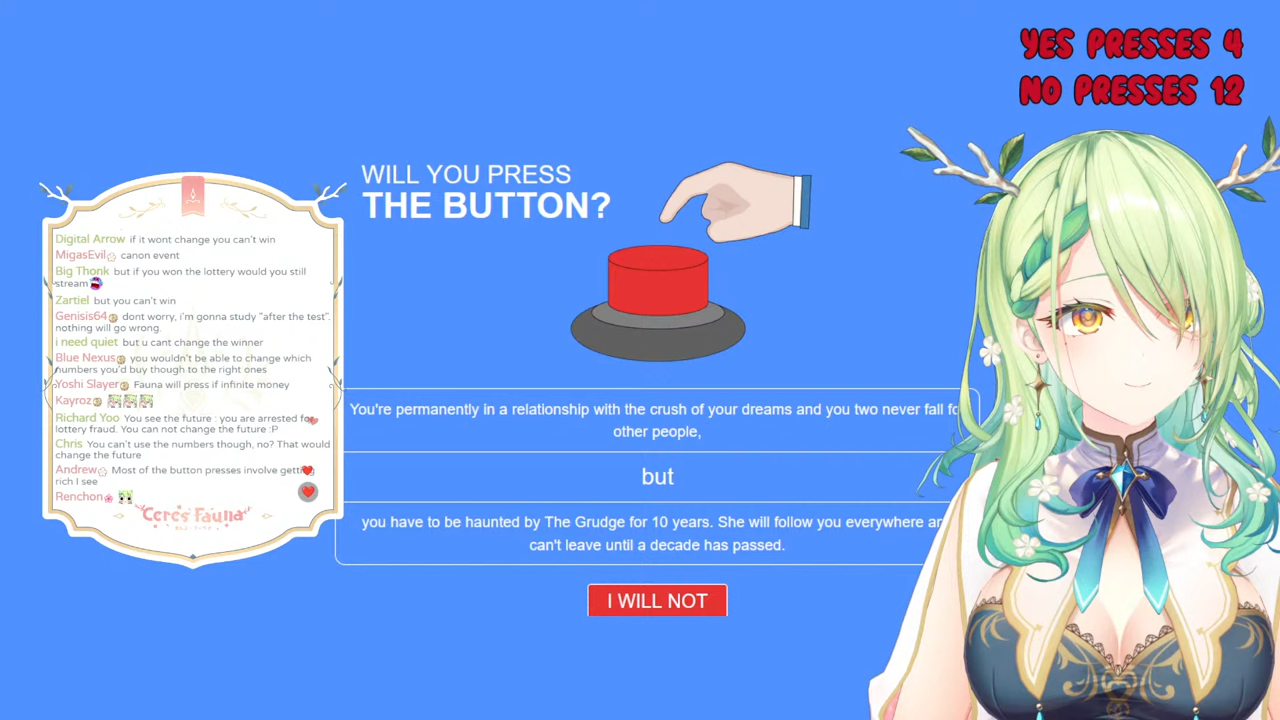 YES PRESSES 4
NO PRESSES 12
WILL YOU PRESS
THE BUTTON?
Digital Arrow if it wont change you can't win
MigasEvil canon event
Big Thonk but if you won the lottery would you still
stream
Zartiel but you can't win
Genisis64 dont worry, i'm gonna study "after the test".
nothing will go wrong.
i need quiet but u cant change the winner
Blue Nexus you wouldn't be able to change which
numbers you'd buy though to the right ones
Yoshi Slayer Fauna will press if infinite money
Kayroz
Richard Yoo You see the future : you are arrested for
lottery fraud. You can not change the future :P
Chris You can't use the numbers though, no? That would
change the future
Andrew Most of the button presses involve getti
rich I see
Renchon
Ceres Fauna
You're permanently in a relationship with the crush of your dreams and you two never fall fo
other people,
but
you have to be haunted by The Grudge for 10 years. She will follow you everywhere an
can't leave until a decade has passed.
I WILL NOT